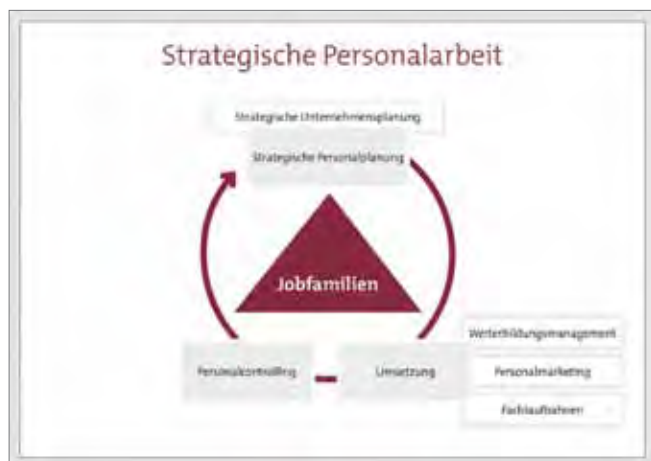 Strategische Personalarbeit
Strategische Unternehmensplanung
Strategische Personalplanung
Jobfamilien
Weiterbildungsmanagement
Personalcontrolling
Umsetzung
Personalmarketing
Fachlaufbahnen